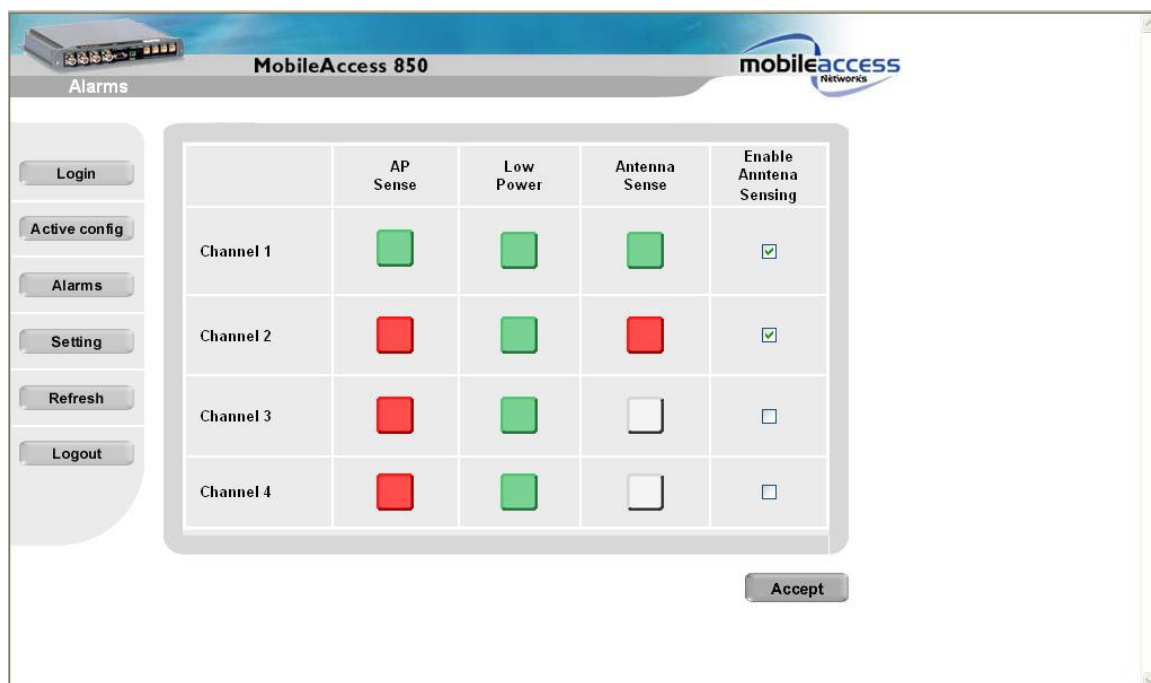 MobileAccess 850
mobileaccess
Networks
Alarms
Login
Active config
Alarms
Setting
Refresh
Logout
AP
Sense
Low
Power
Antenna
Sense
Enable
Anntena
Sensing
Channel 1
Channel 2
Channel 3
Channel 4
Accept